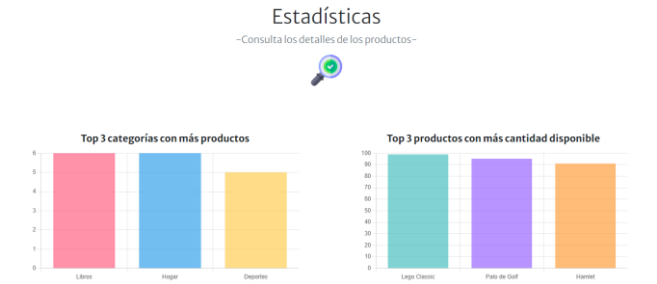 Estadísticas
-Consulta los detalles de los productos-
Top 3 categorías con más productos
6
5
4
3
2
1
0
Libros
Hogar
Deportes
Top 3 productos con más cantidad disponible
100
90
80
70
60
50
40
30
20
10
0
Lego Classic
Palo de Golf
Hamlet